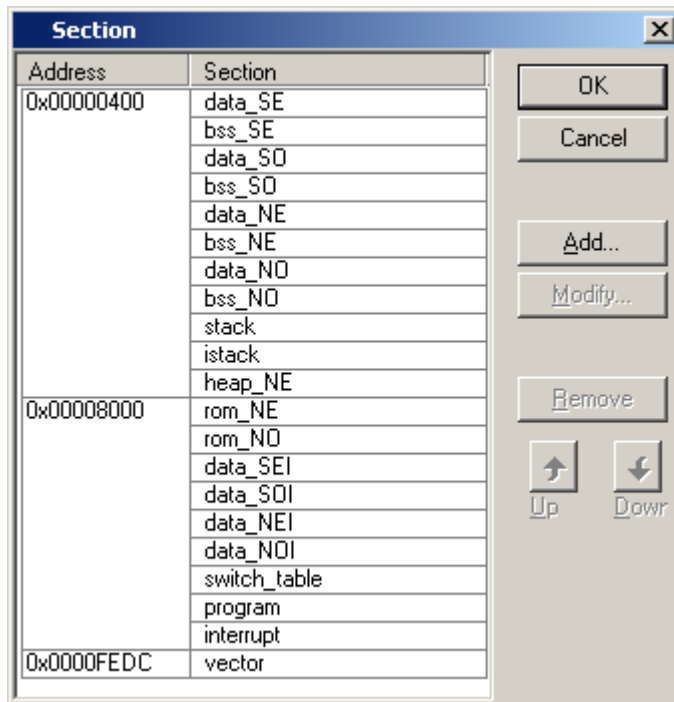 Section
Address Section
0x00000400 data_SE
bss_SE
data_SO
bss_SO
data_NE
bss_NE
data_NO
bss_NO
stack
istack
heap_NE
0x00008000 rom_NE
rom_NO
data_SEI
data_SOI
data_NEI
data_NOI
switch_table
program
interrupt
0x0000FEDC vector
OK
Cancel
Add...
Modify...
Remove
Up Dowr